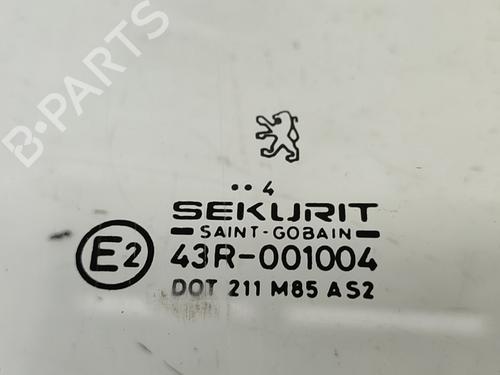 B-PARTS
·· 4
SEKURIT
SAINT-GOBAIN
E2 43R-001004
DOT 211 M85 AS2